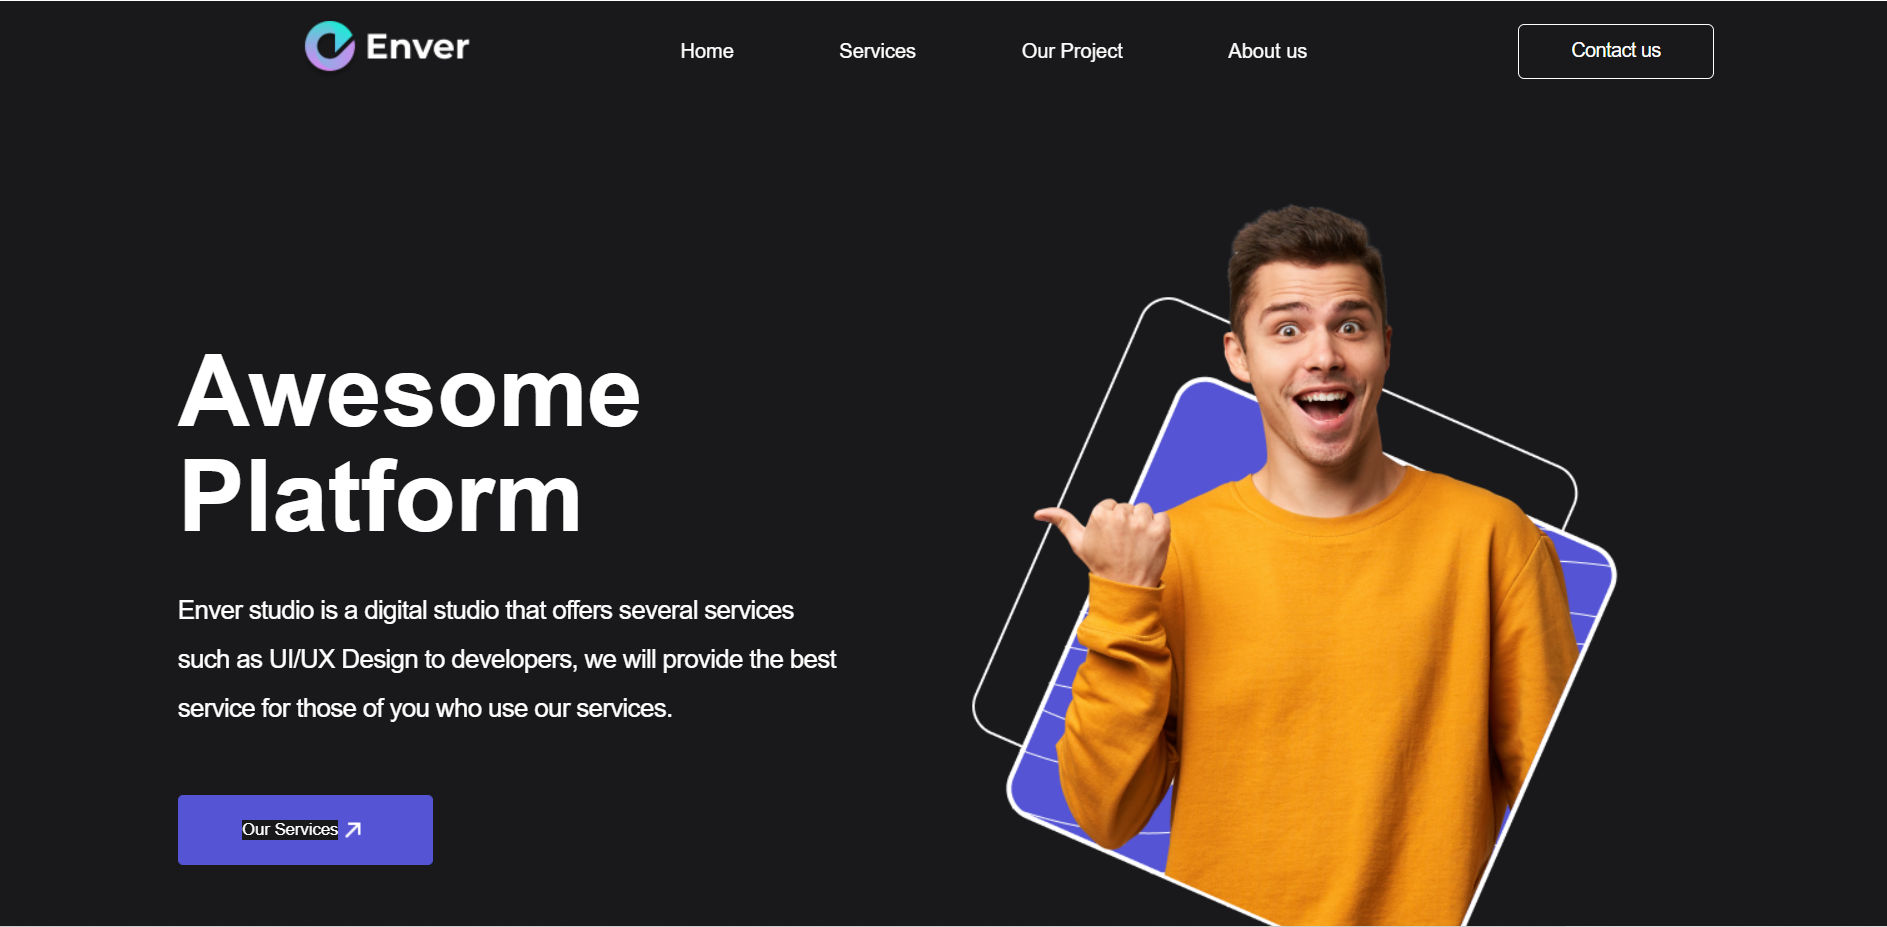 Enver
Home
Services
Our Project
About us
Contact us
Awesome
Platform
Enver studio is a digital studio that offers several services
such as UI/UX Design to developers, we will provide the best
service for those of you who use our services.
Our Services